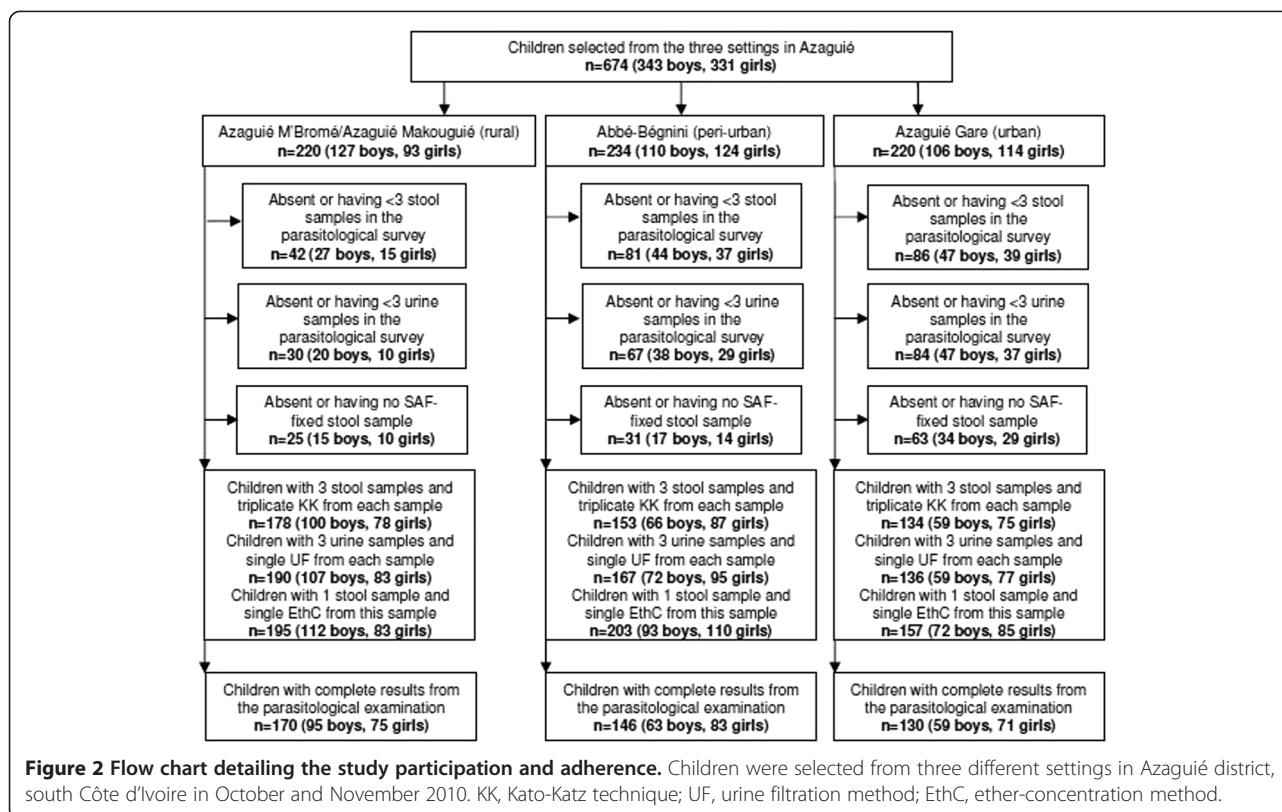 Children selected from the three settings in Azaguié
n=674 (343 boys, 331 girls)
Azaguié M'Bromé/Azaguié Makouguié (rural)
n=220 (127 boys, 93 girls)
Absent or having <3 stool
samples in the
parasitological survey
n=42 (27 boys, 15 girls)
Absent or having <3 urine
samples in the
parasitological survey
n=30 (20 boys, 10 girls)
Absent or having no SAF-
fixed stool sample
n=25 (15 boys, 10 girls)
Children with 3 stool samples and
triplicate KK from each sample
n=178 (100 boys, 78 girls)
Children with 3 urine samples and
single UF from each sample
n=190 (107 boys, 83 girls)
Children with 1 stool sample and
single EthC from this sample
n=195 (112 boys, 83 girls)
Children with complete results from
the parasitological examination
n=170 (95 boys, 75 girls)
Abbé-Bégnini (peri-urban)
n=234 (110 boys, 124 girls)
Absent or having <3 stool
samples in the
parasitological survey
n=81 (44 boys, 37 girls)
Absent or having <3 urine
samples in the
parasitological survey
n=67 (38 boys, 29 girls)
Absent or having no SAF-
fixed stool sample
n=31 (17 boys, 14 girls)
Children with 3 stool samples and
triplicate KK from each sample
n=153 (66 boys, 87 girls)
Children with 3 urine samples and
single UF from each sample
n=167 (72 boys, 95 girls)
Children with 1 stool sample and
single EthC from this sample
n=203 (93 boys, 110 girls)
Children with complete results from
the parasitological examination
n=146 (63 boys, 83 girls)
Azaguié Gare (urban)
n=220 (106 boys, 114 girls)
Absent or having <3 stool
samples in the
parasitological survey
n=86 (47 boys, 39 girls)
Absent or having <3 urine
samples in the
parasitological survey
n=84 (47 boys, 37 girls)
Absent or having no SAF-
fixed stool sample
n=63 (34 boys, 29 girls)
Children with 3 stool samples and
triplicate KK from each sample
n=134 (59 boys, 75 girls)
Children with 3 urine samples and
single UF from each sample
n=136 (59 boys, 77 girls)
Children with 1 stool sample and
single EthC from this sample
n=157 (72 boys, 85 girls)
Children with complete results from
the parasitological examination
n=130 (59 boys, 71 girls)
Figure 2 Flow chart detailing the study participation and adherence. Children were selected from three different settings in Azaguié district,
south Côte d'Ivoire in October and November 2010. KK, Kato-Katz technique; UF, urine filtration method; EthC, ether-concentration method.